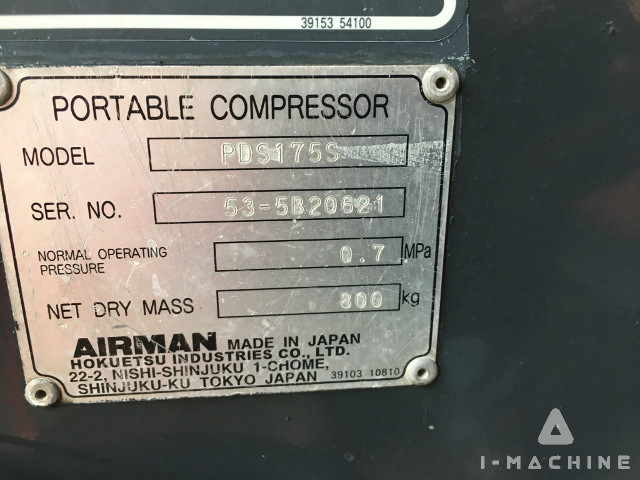 39153 54100
PORTABLE COMPRESSOR
MODEL PDS175S
SER. NO. 53-5B20621
NORMAL OPERATING
PRESSURE 0.7 MPa
NET DRY MASS 800 kg
AIRMAN MADE IN JAPAN
HOKUETSU INDUSTRIES CO., LTD.
22-2, NISHI-SHINJUKU 1-CHOME,
SHINJUKU-KU TOKYO JAPAN 39103 10810
I-MACHINE